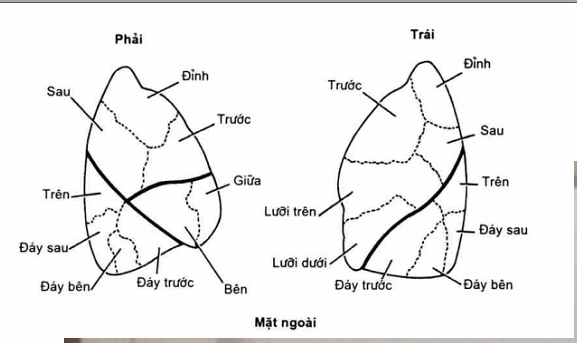 Phải
Đỉnh
Sau
Trước
Trên
Giữa
Đáy sau
Đáy bên
Đáy trước
Bên
Trái
Đỉnh
Trước
Sau
Trên
Lưỡi trên
Đáy sau
Lưỡi dưới
Đáy trước
Đáy bên
Mặt ngoài